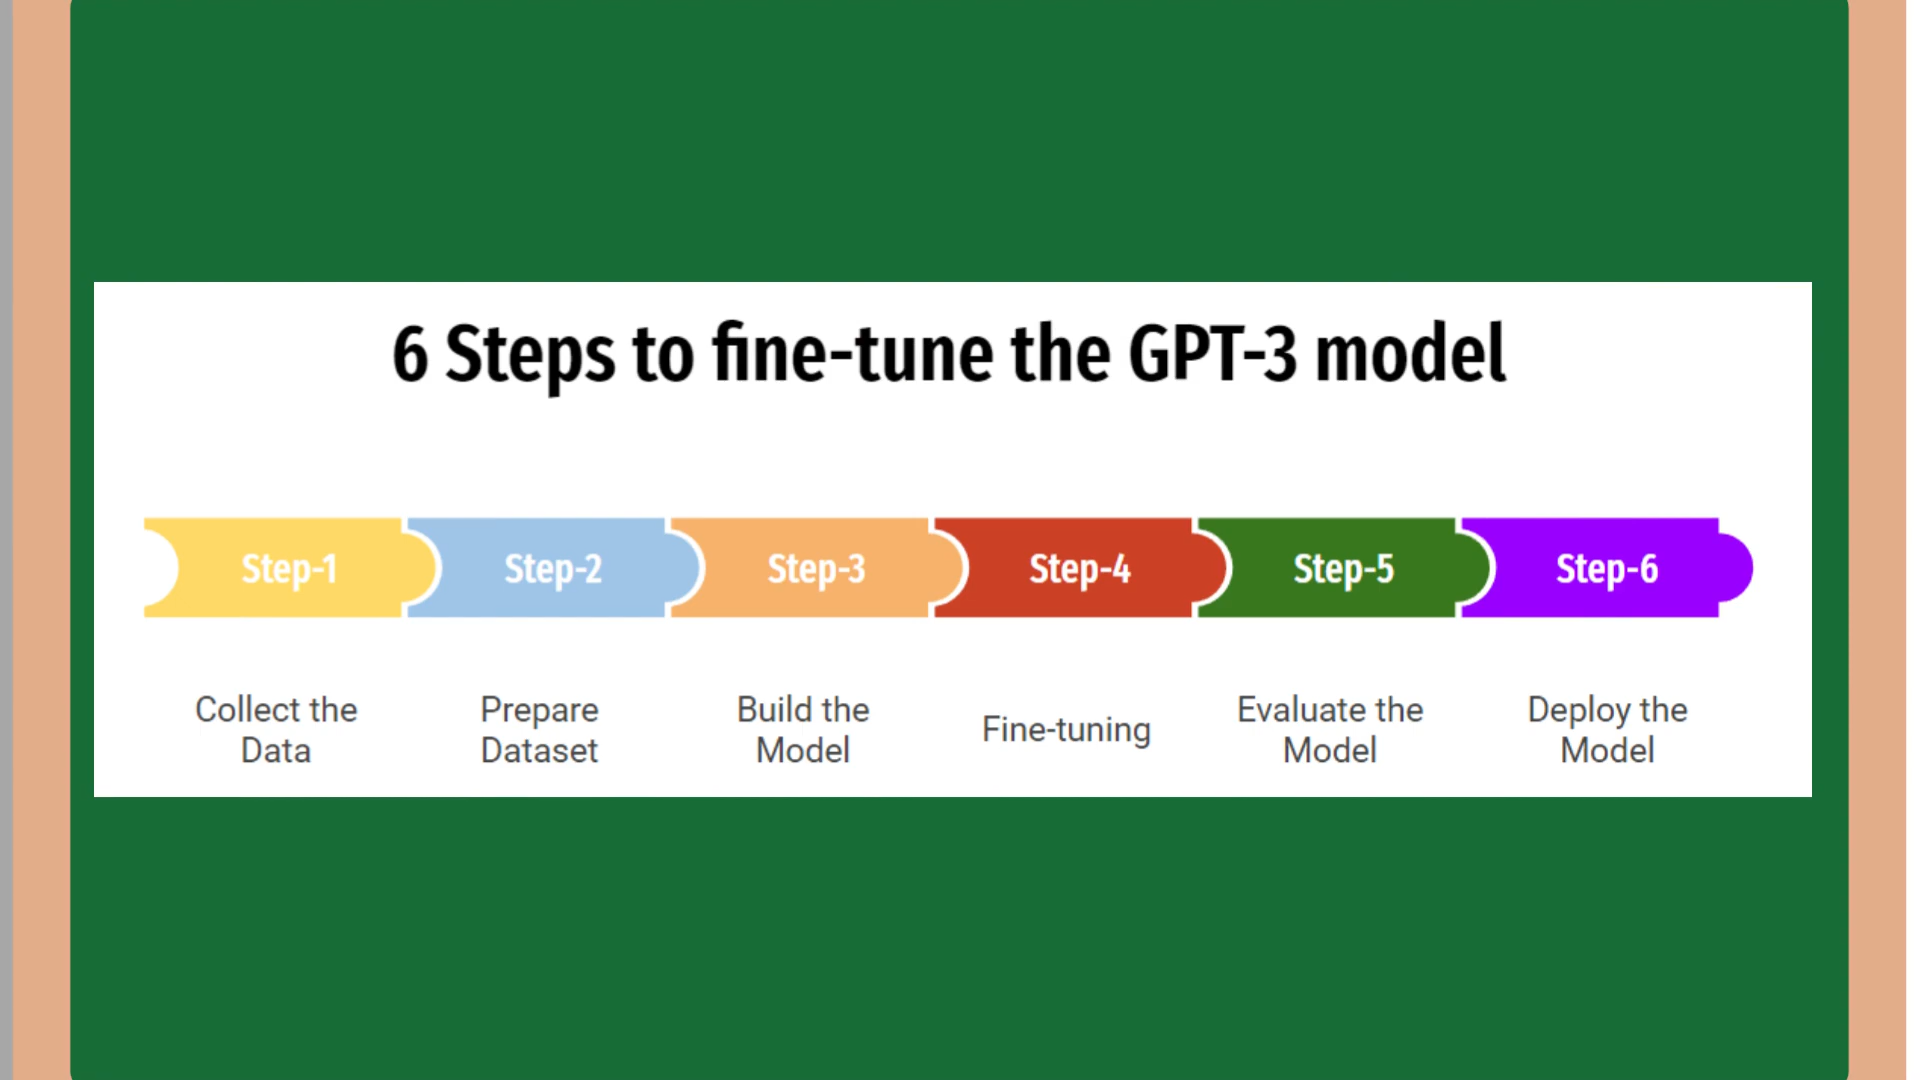 6 Steps to fine-tune the GPT-3 model
Step-1
Step-2
Step-3
Step-4
Step-5
Step-6
Collect the
Data
Prepare
Dataset
Build the
Model
Fine-tuning
Evaluate the
Model
Deploy the
Model